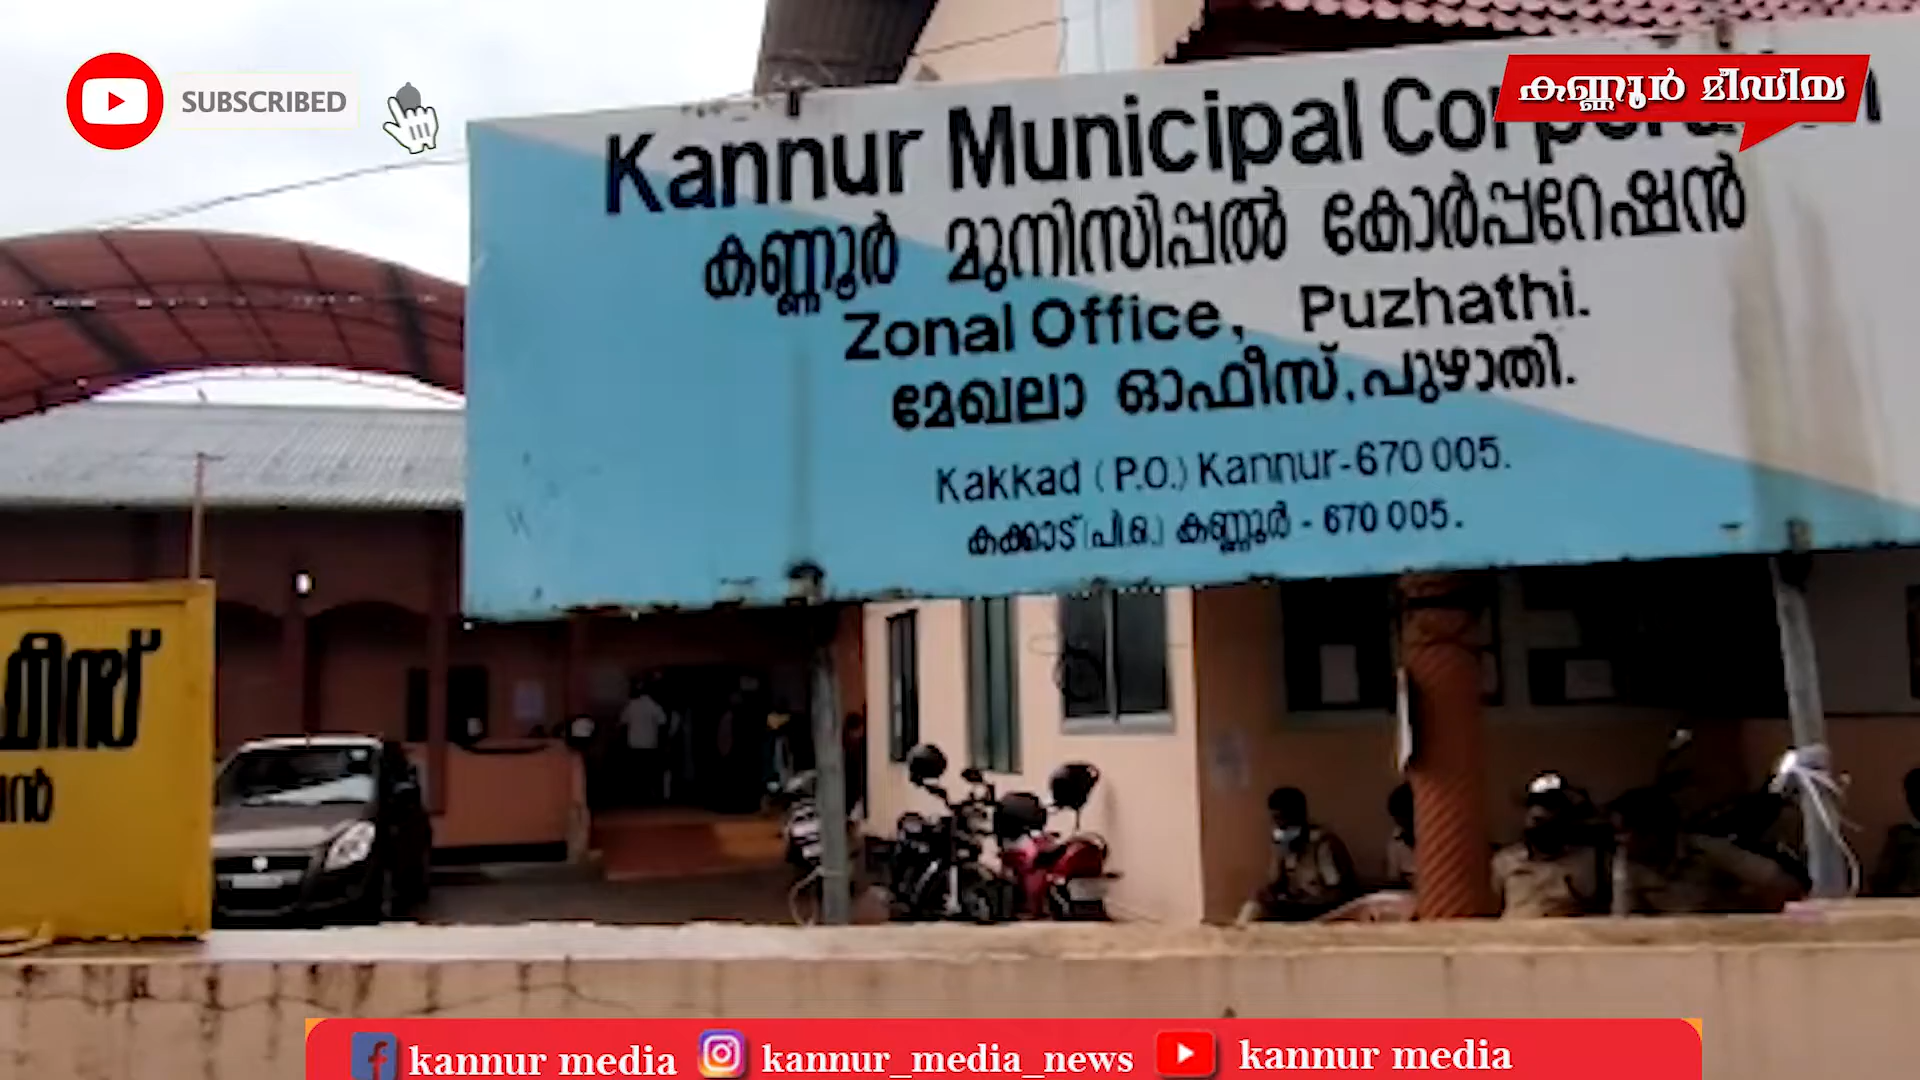 SUBSCRIBED
കണ്ണൂർ മീഡിയ
Kannur Municipal
കണ്ണൂർ മുനിസിപ്പൽ കോർപ്പറേഷൻ
Zonal Office, Puzhathi.
മേഖലാ ഓഫീസ്, പുഴാതി.
Kakkad (P.O.) Kannur-670 005.
കക്കാട് (പി.ഒ.) കണ്ണൂർ - 670 005.
kannur media
kannur_media_news
kannur media